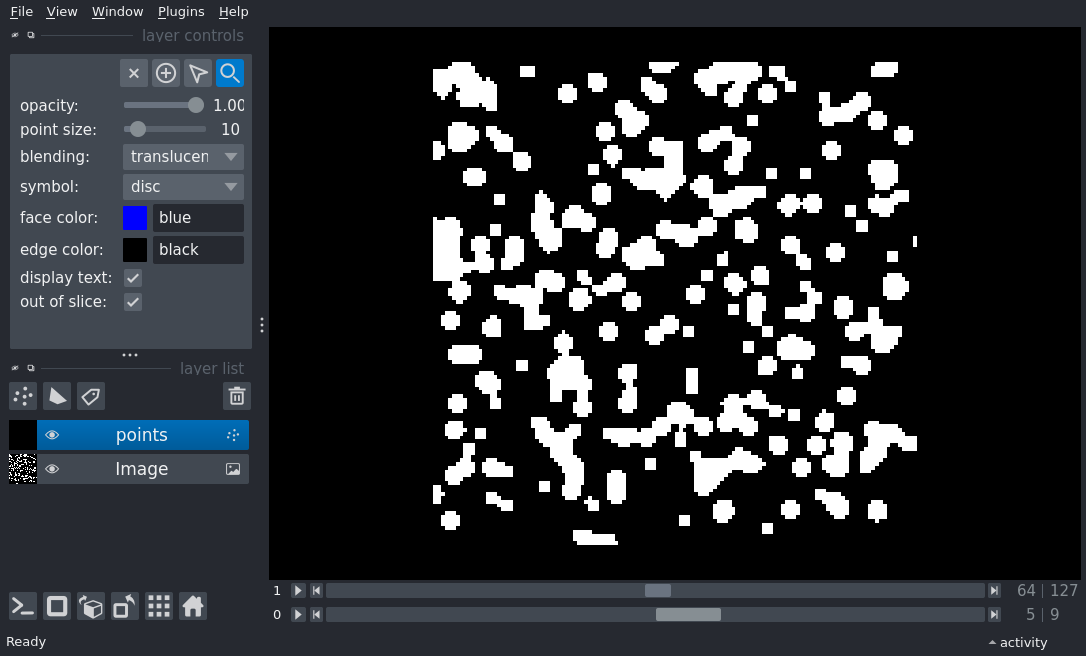 File View Window Plugins Help
layer controls
opacity: 1.00
point size: 10
blending: translucen
symbol: disc
face color: blue
edge color: black
display text:
out of slice:
layer list
points
Image
1 64 127
0 5 9
Ready activity